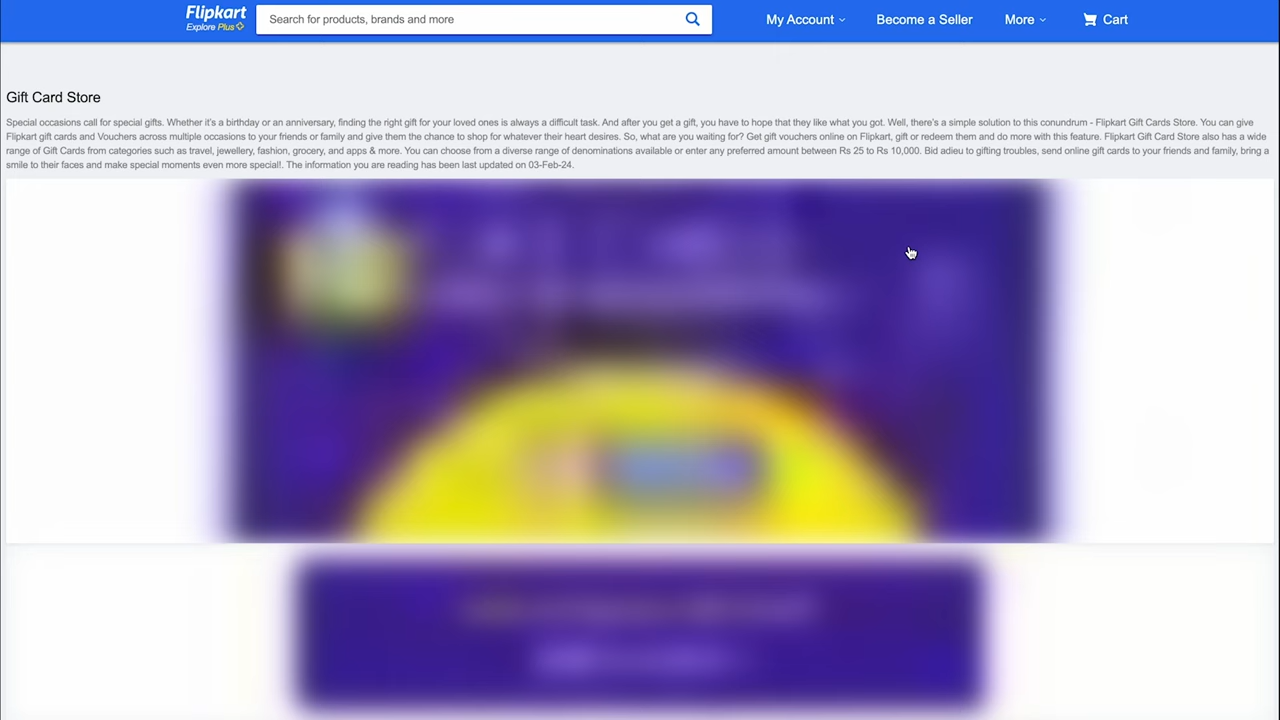 Flipkart
Explore Plus
Search for products, brands and more
My Account
Become a Seller
More
Cart
Gift Card Store
Special occasions call for special gifts. Whether it's a birthday or an anniversary, finding the right gift for your loved ones is always a difficult task. And after you get a gift, you have to hope that they like what you got. Well, there's a simple solution to this conundrum - Flipkart Gift Cards Store. You can give
Flipkart gift cards and Vouchers across multiple occasions to your friends or family and give them the chance to shop for whatever their heart desires. So, what are you waiting for? Get gift vouchers online on Flipkart, gift or redeem them and do more with this feature. Flipkart Gift Card Store also has a wide
range of Gift Cards from categories such as travel, jewellery, fashion, grocery, and apps & more. You can choose from a diverse range of denominations available or enter any preferred amount between Rs 25 to Rs 10,000. Bid adieu to gifting troubles, send online gift cards to your friends and family, bring a
smile to their faces and make special moments even more special!. The information you are reading has been last updated on 03-Feb-24.